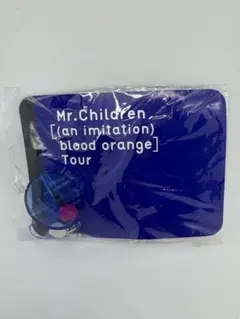 Mr.Children
[(an imitation)
blood orange]
Tour